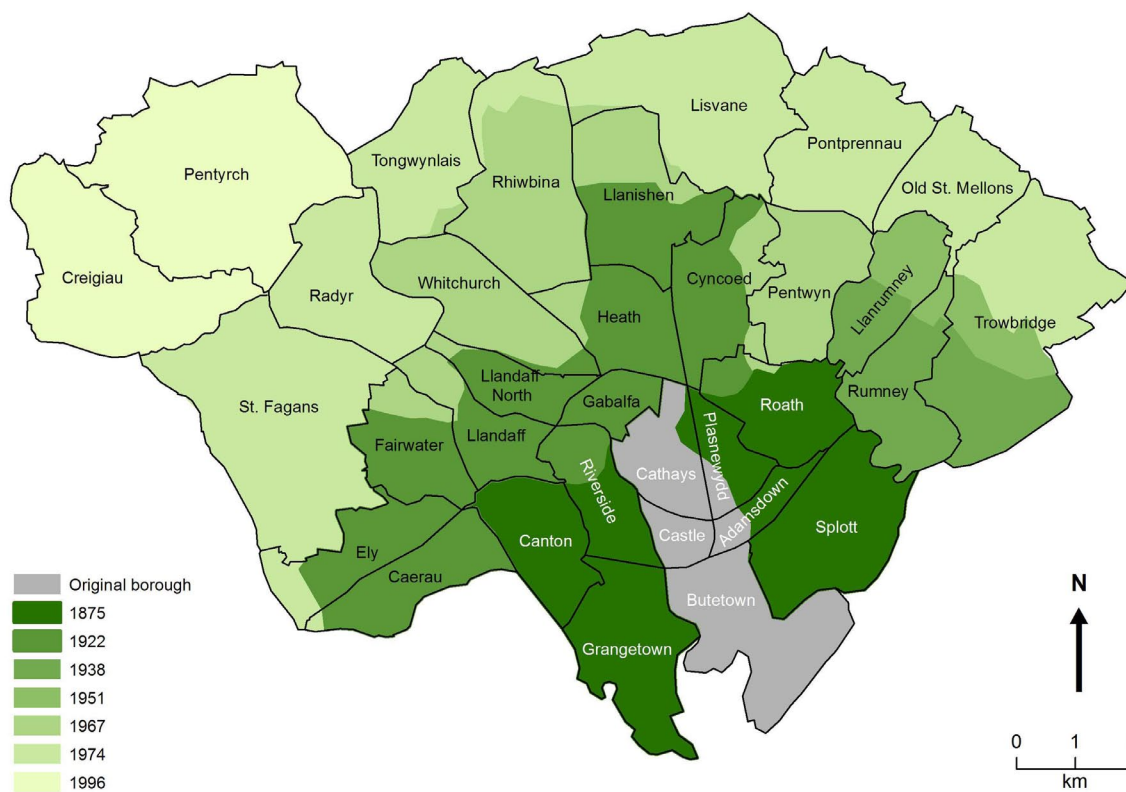 Lisvane
Pontprennau
Tongwynlais
Pentyrch
Rhiwbina
Llanishen
Old St. Mellons
Creigiau
Radyr
Whitchurch
Cyncoed
Pentwyn
Llanrumney
Heath
Trowbridge
Llandaff
North
St. Fagans
Gabalfa
Roath
Rumney
Fairwater
Llandaff
Plasnewydd
Riverside
Cathays
Adamsdown
Canton
Castle
Splott
Ely
Caerau
Butetown
Grangetown
Original borough
1875
1922
1938
1951
1967
1974
1996
N
0 1
km